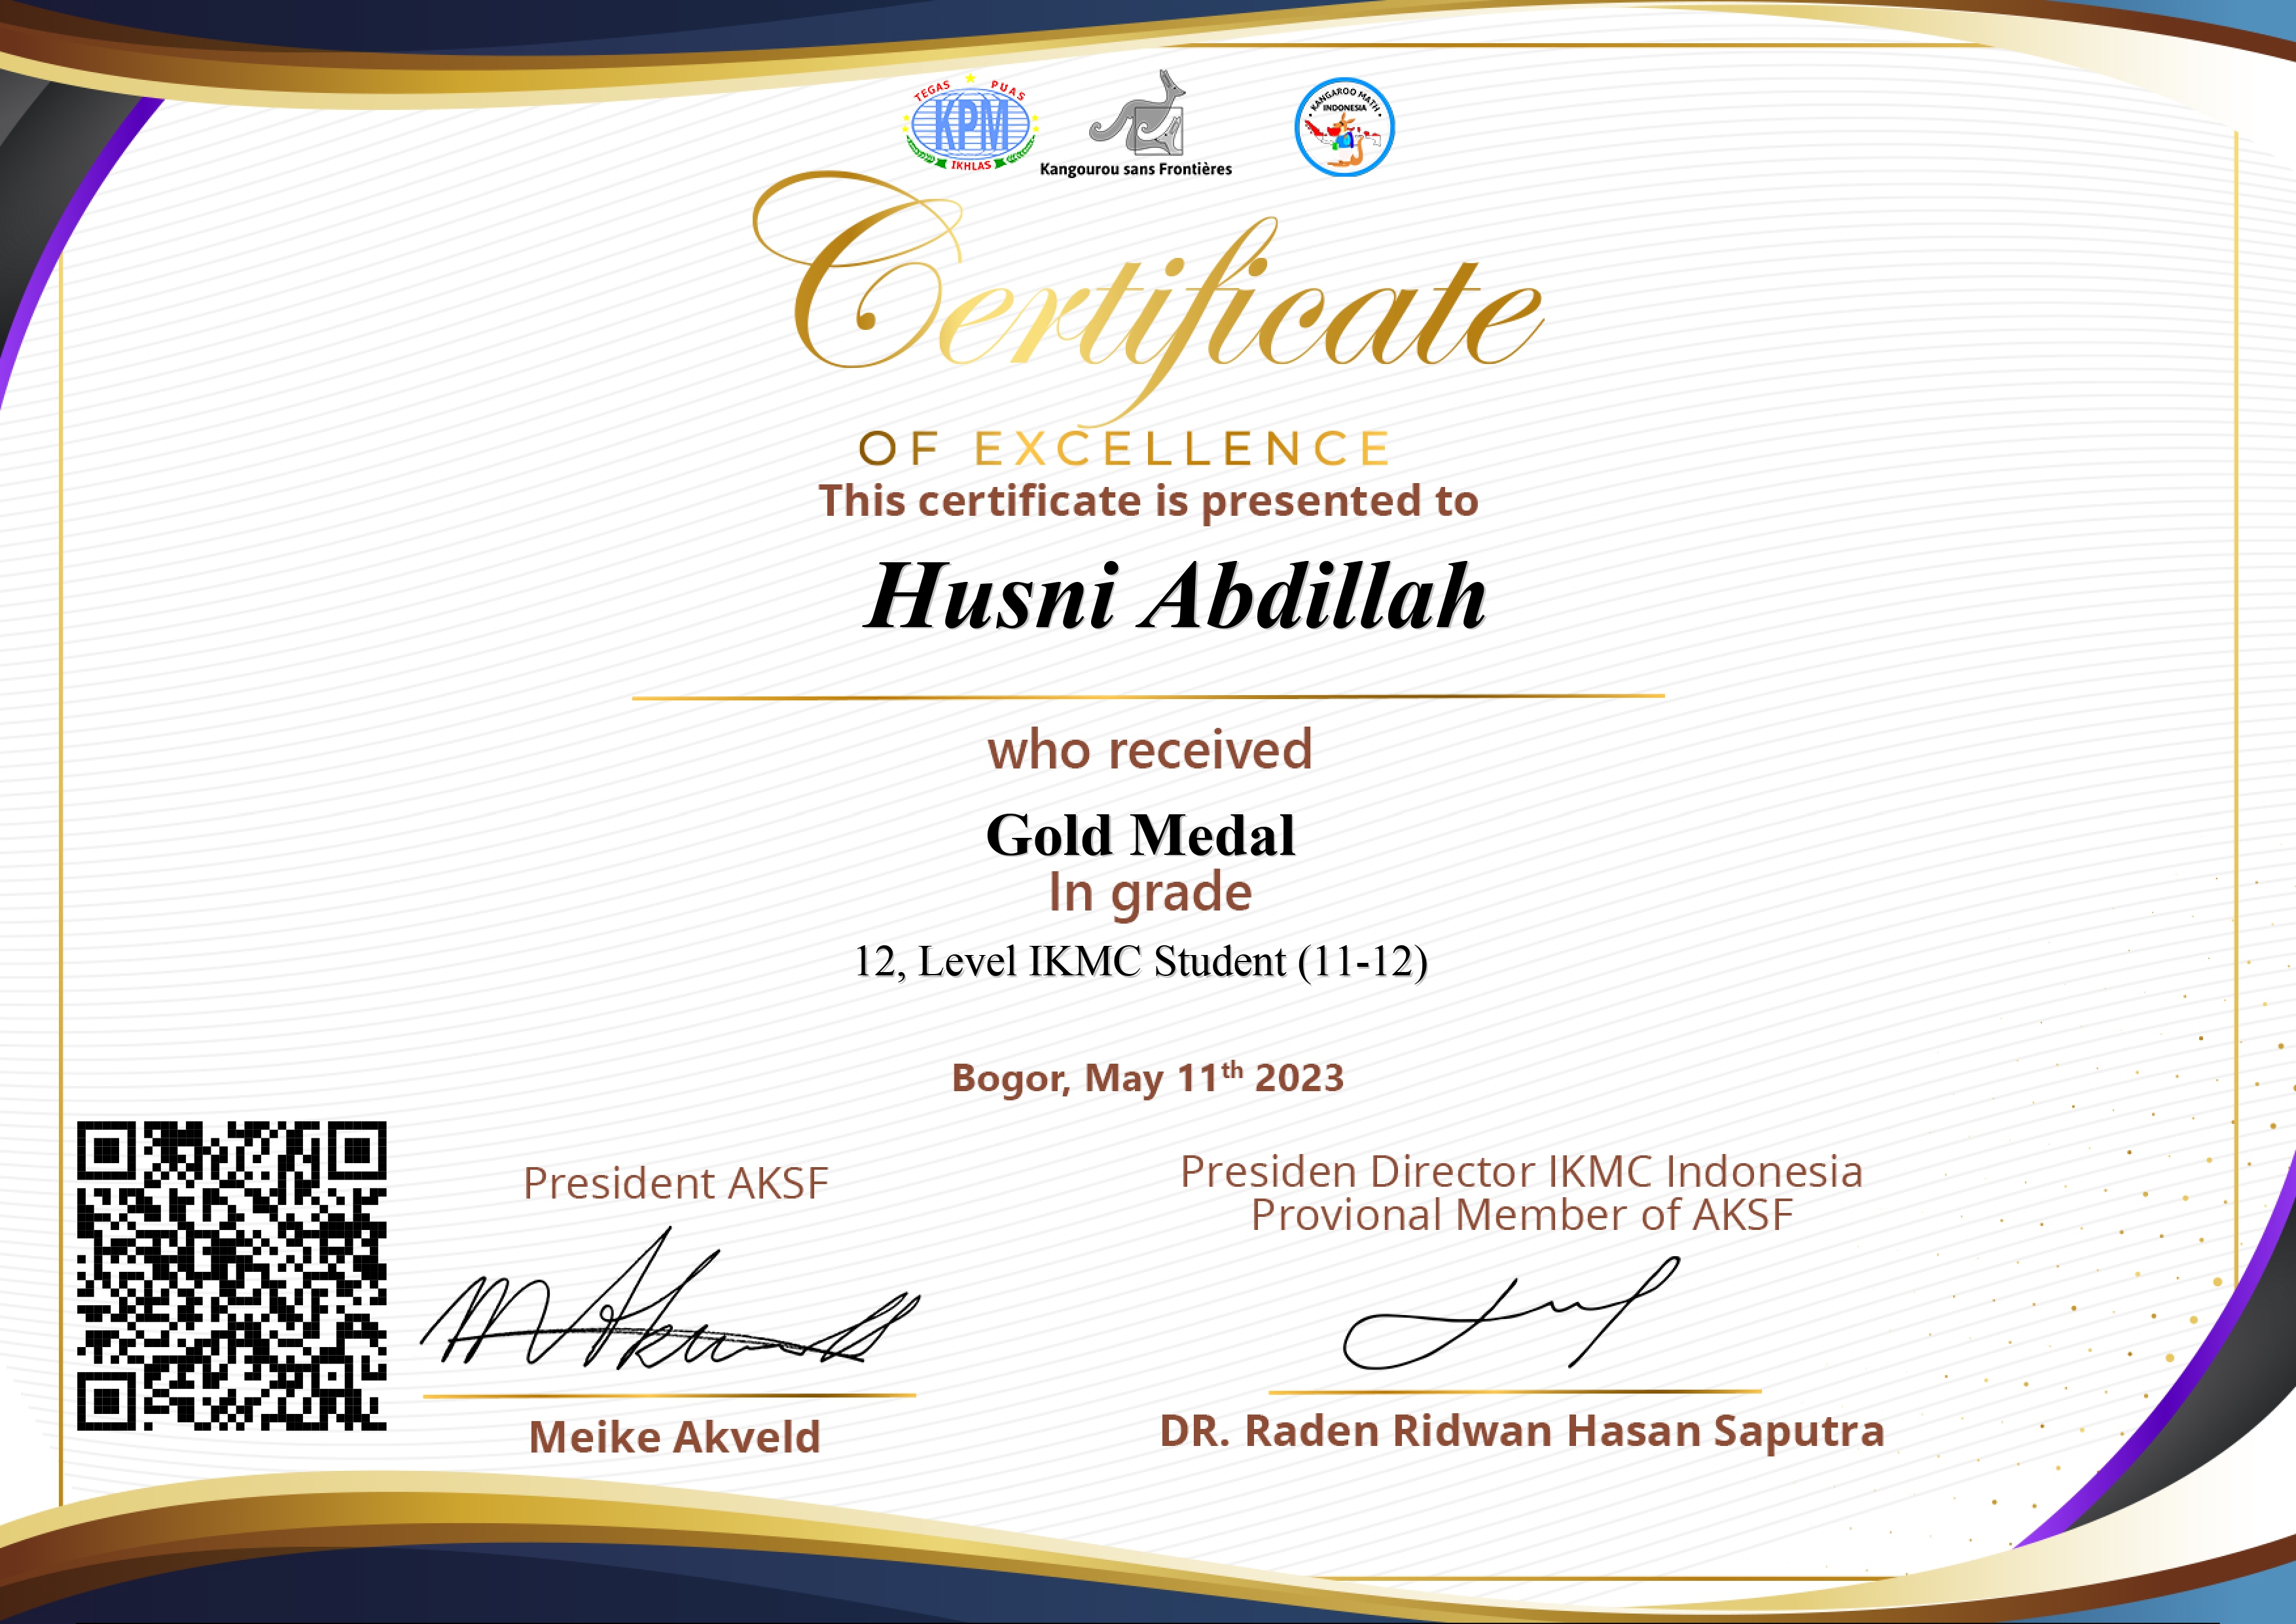 TEGAS PUAS
KPM
IKHLAS
Kangourou sans Frontières
KANGAROO MATH
INDONESIA
Certificate
OF EXCELLENCE
This certificate is presented to
Husni Abdillah
who received
Gold Medal
In grade
12, Level IKMC Student (11-12)
Bogor, May 11th 2023
President AKSF
Presiden Director IKMC Indonesia
Provional Member of AKSF
Meike Akveld
DR. Raden Ridwan Hasan Saputra